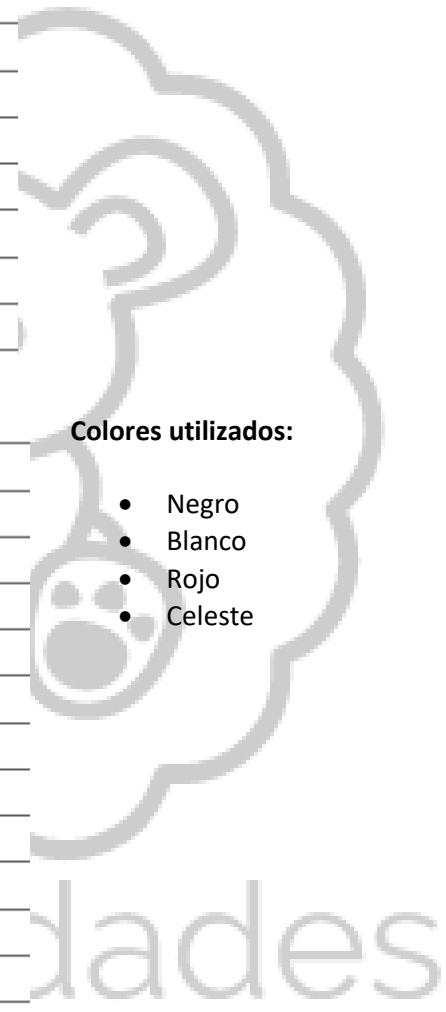 Colores utilizados:
• Negro
• Blanco
• Rojo
• Celeste
dades